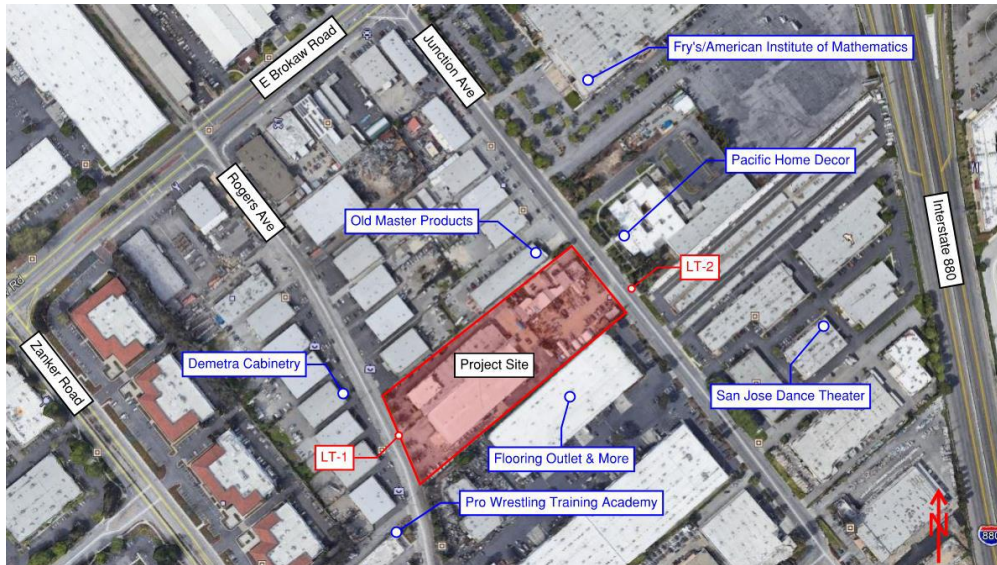 E Brokaw Road
Junction Ave
Fry's/American Institute of Mathematics
Pacific Home Decor
Rogers Ave
Old Master Products
Interstate 880
LT-2
Zanker Road
Demetra Cabinetry
Project Site
San Jose Dance Theater
LT-1
Flooring Outlet & More
Pro Wrestling Training Academy
N
880